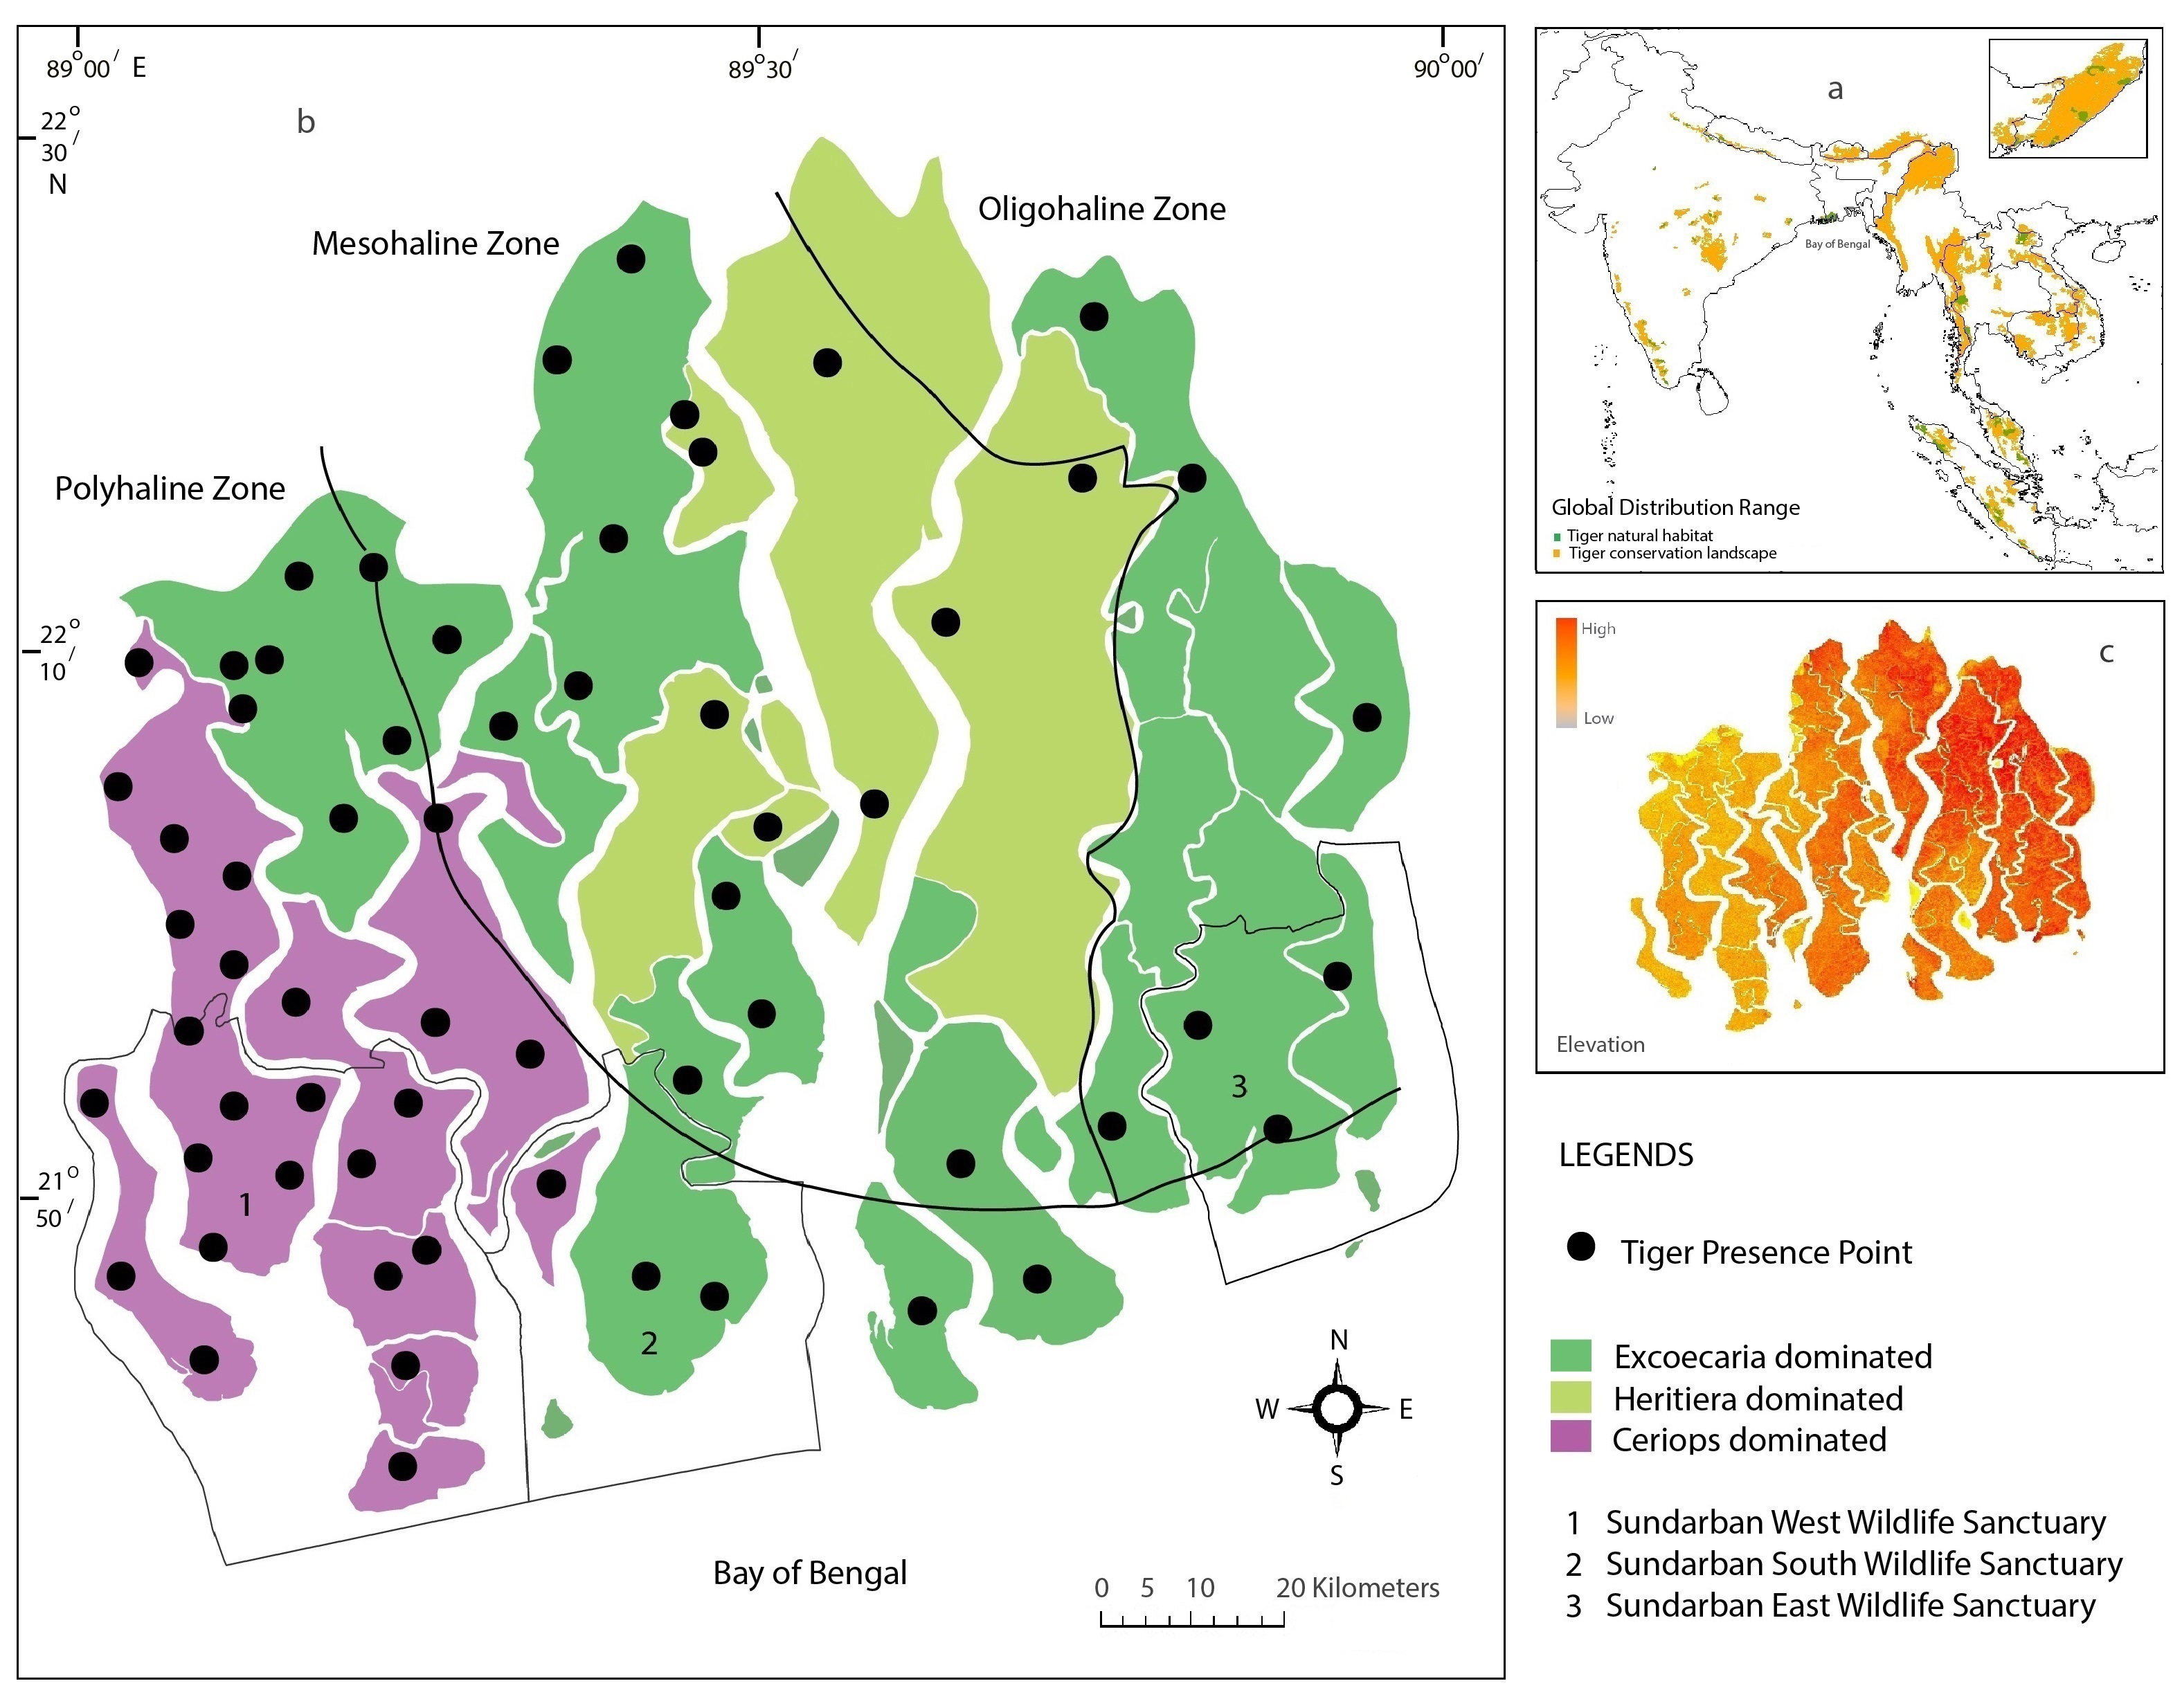 89°00′ E
89°30′
90°00′
22°
30′
N
b
Mesohaline Zone
Oligohaline Zone
Polyhaline Zone
22°
10′
21°
50′
1
2
3
N
W E
S
Bay of Bengal
0 5 10 20 Kilometers
a
Bay of Bengal
Global Distribution Range
Tiger natural habitat
Tiger conservation landscape
High
Low
c
Elevation
LEGENDS
Tiger Presence Point
Excoecaria dominated
Heritiera dominated
Ceriops dominated
1 Sundarban West Wildlife Sanctuary
2 Sundarban South Wildlife Sanctuary
3 Sundarban East Wildlife Sanctuary